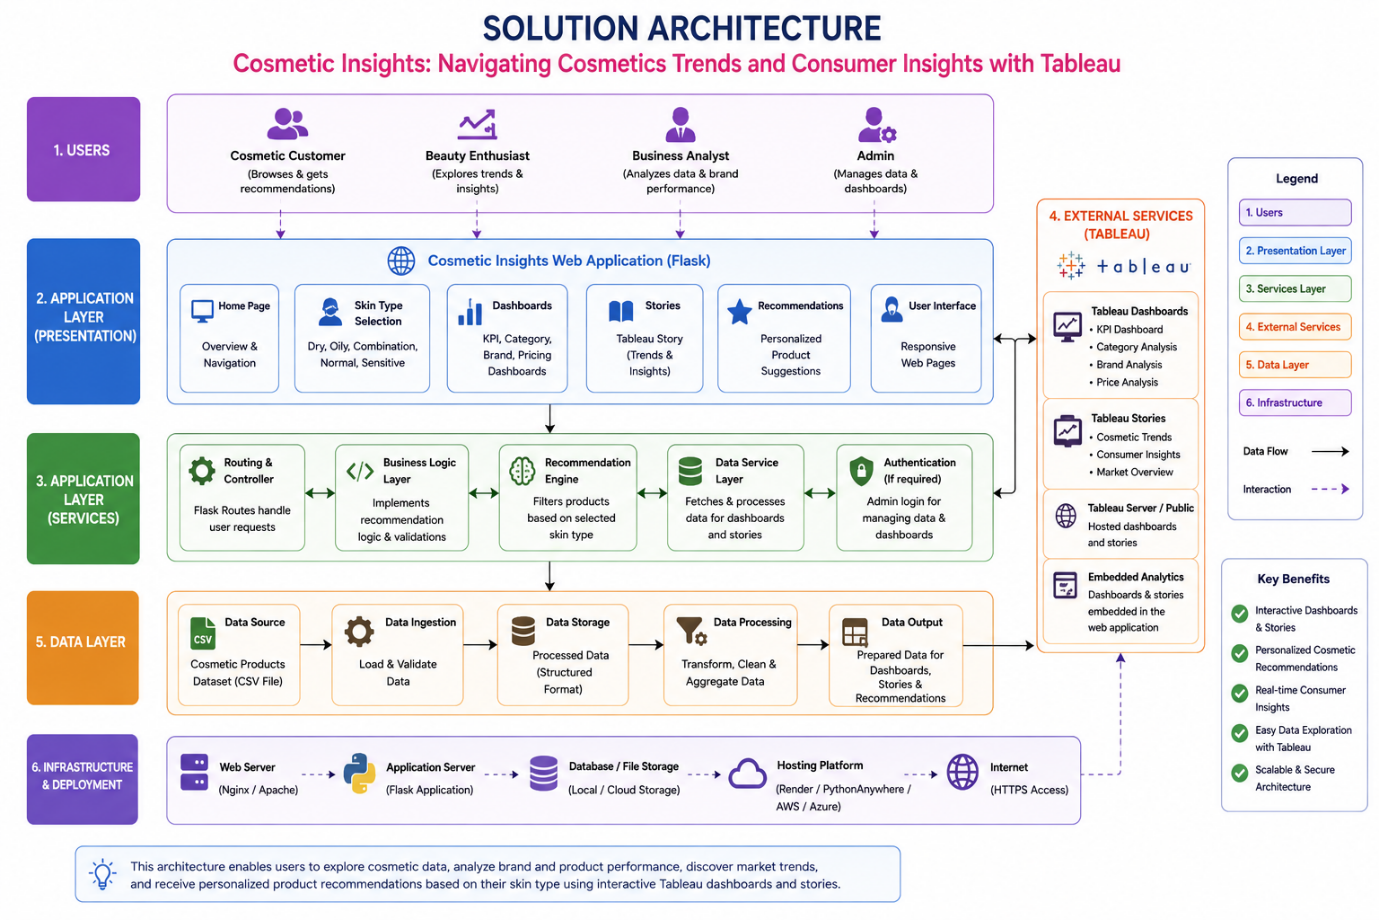 SOLUTION ARCHITECTURE
Cosmetic Insights: Navigating Cosmetics Trends and Consumer Insights with Tableau
1. USERS
Cosmetic Customer
(Browses & gets
recommendations)
Beauty Enthusiast
(Explores trends &
insights)
Business Analyst
(Analyzes data & brand
performance)
Admin
(Manages data &
dashboards)
2. APPLICATION
LAYER
(PRESENTATION)
Cosmetic Insights Web Application (Flask)
Home Page
Overview &
Navigation
Skin Type
Selection
Dry, Oily, Combination,
Normal, Sensitive
Dashboards
KPI, Category,
Brand, Pricing
Dashboards
Stories
Tableau Story
(Trends &
Insights)
Recommendations
Personalized
Product
Suggestions
User Interface
Responsive
Web Pages
3. APPLICATION
LAYER
(SERVICES)
Routing &
Controller
Flask Routes handle
user requests
Business Logic
Layer
Implements
recommendation
logic & validations
Recommendation
Engine
Filters products
based on selected
skin type
Data Service
Layer
Fetches & processes
data for dashboards
and stories
Authentication
(If required)
Admin login for
managing data &
dashboards
4. EXTERNAL SERVICES
(TABLEAU)
+ableau
Tableau Dashboards
• KPI Dashboard
• Category Analysis
• Brand Analysis
• Price Analysis
Tableau Stories
• Cosmetic Trends
• Consumer Insights
• Market Overview
Tableau Server / Public
Hosted dashboards
and stories
Embedded Analytics
Dashboards & stories
embedded in the
web application
5. DATA LAYER
CSV
Data Source
Cosmetic Products
Dataset (CSV File)
Data Ingestion
Load & Validate
Data
Data Storage
Processed Data
(Structured
Format)
Data Processing
Transform, Clean &
Aggregate Data
Data Output
Prepared Data for
Dashboards,
Stories &
Recommendations
6. INFRASTRUCTURE
& DEPLOYMENT
Web Server
(Nginx / Apache)
Application Server
(Flask Application)
Database / File Storage
(Local / Cloud Storage)
Hosting Platform
(Render / PythonAnywhere /
AWS / Azure)
Internet
(HTTPS Access)
Legend
1. Users
2. Presentation Layer
3. Services Layer
4. External Services
5. Data Layer
6. Infrastructure
Data Flow
Interaction
Key Benefits
Interactive Dashboards
& Stories
Personalized Cosmetic
Recommendations
Real-time Consumer
Insights
Easy Data Exploration
with Tableau
Scalable & Secure
Architecture
This architecture enables users to explore cosmetic data, analyze brand and product performance, discover market trends,
and receive personalized product recommendations based on their skin type using interactive Tableau dashboards and stories.